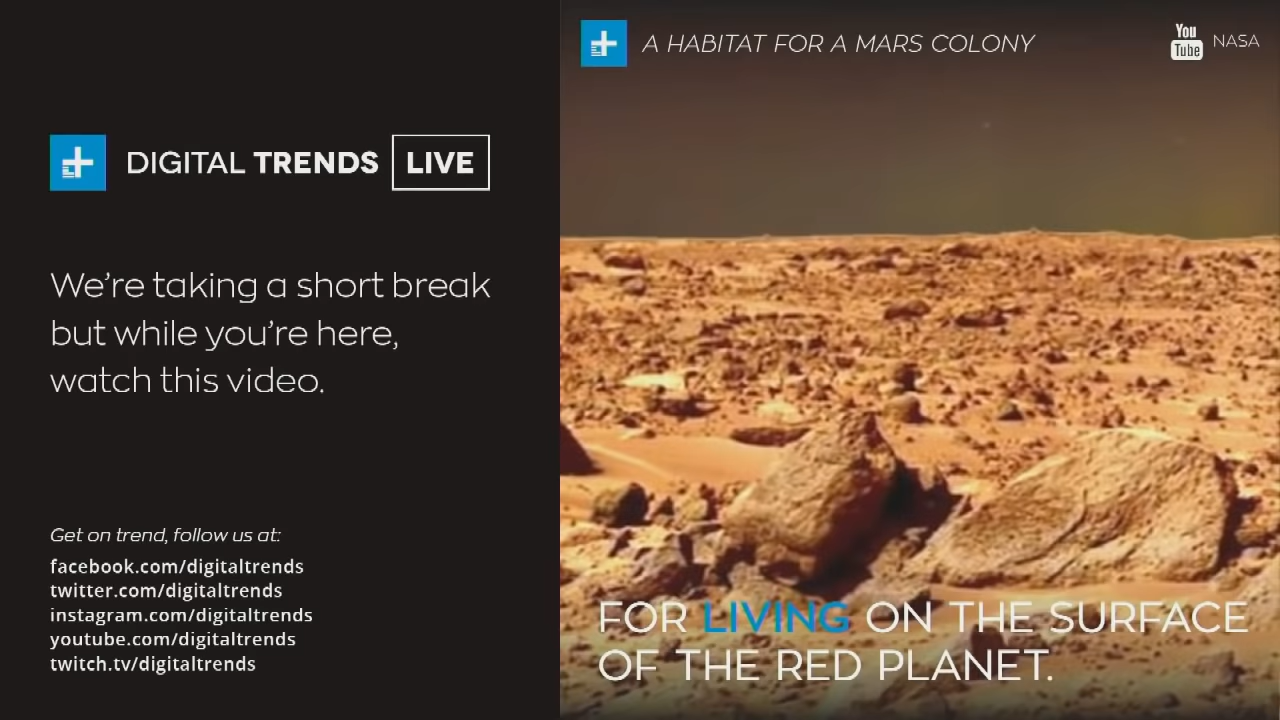 DIGITAL TRENDS LIVE
We're taking a short break
but while you're here,
watch this video.
Get on trend, follow us at:
facebook.com/digitaltrends
twitter.com/digitaltrends
instagram.com/digitaltrends
youtube.com/digitaltrends
twitch.tv/digitaltrends
A HABITAT FOR A MARS COLONY
You
Tube
NASA
FOR LIVING ON THE SURFACE
OF THE RED PLANET.